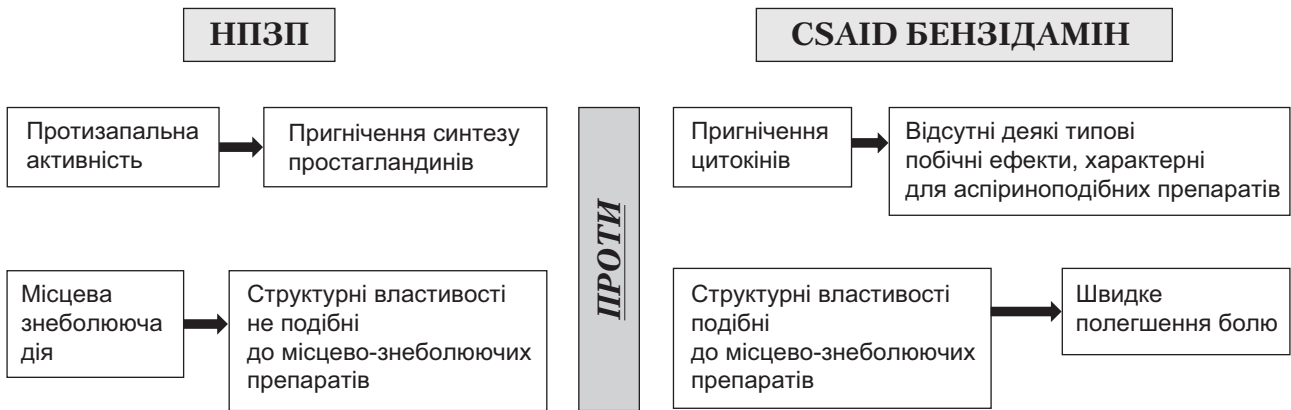 НПЗП
Протизапальна
активність
Пригнічення синтезу
простагландинів
Місцева
знеболююча
дія
Структурні властивості
не подібні
до місцево-знеболюючих
препаратів
ПРОТИ
CSAID БЕНЗІДАМІН
Пригнічення
цитокінів
Відсутні деякі типові
побічні ефекти, характерні
для аспіриноподібних препаратів
Структурні властивості
подібні
до місцево-знеболюючих
препаратів
Швидке
полегшення болю